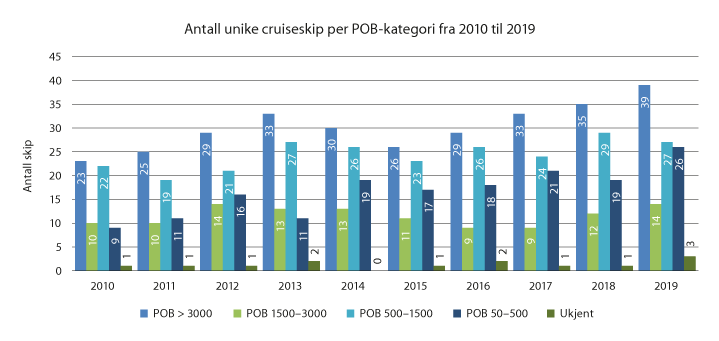 Antall unike cruiseskip per POB-kategori fra 2010 til 2019
Antall skip
45
40
35
30
25
20
15
10
5
0
23 10 22 9 1
25 10 19 11 1
29 14 21 16 1
33 13 27 11 2
30 13 26 19 0
26 11 23 17 1
29 9 26 18 2
33 9 24 21 1
35 12 29 19 1
39 14 27 26 3
2010 2011 2012 2013 2014 2015 2016 2017 2018 2019
POB > 3000 POB 1500–3000 POB 500–1500 POB 50–500 Ukjent